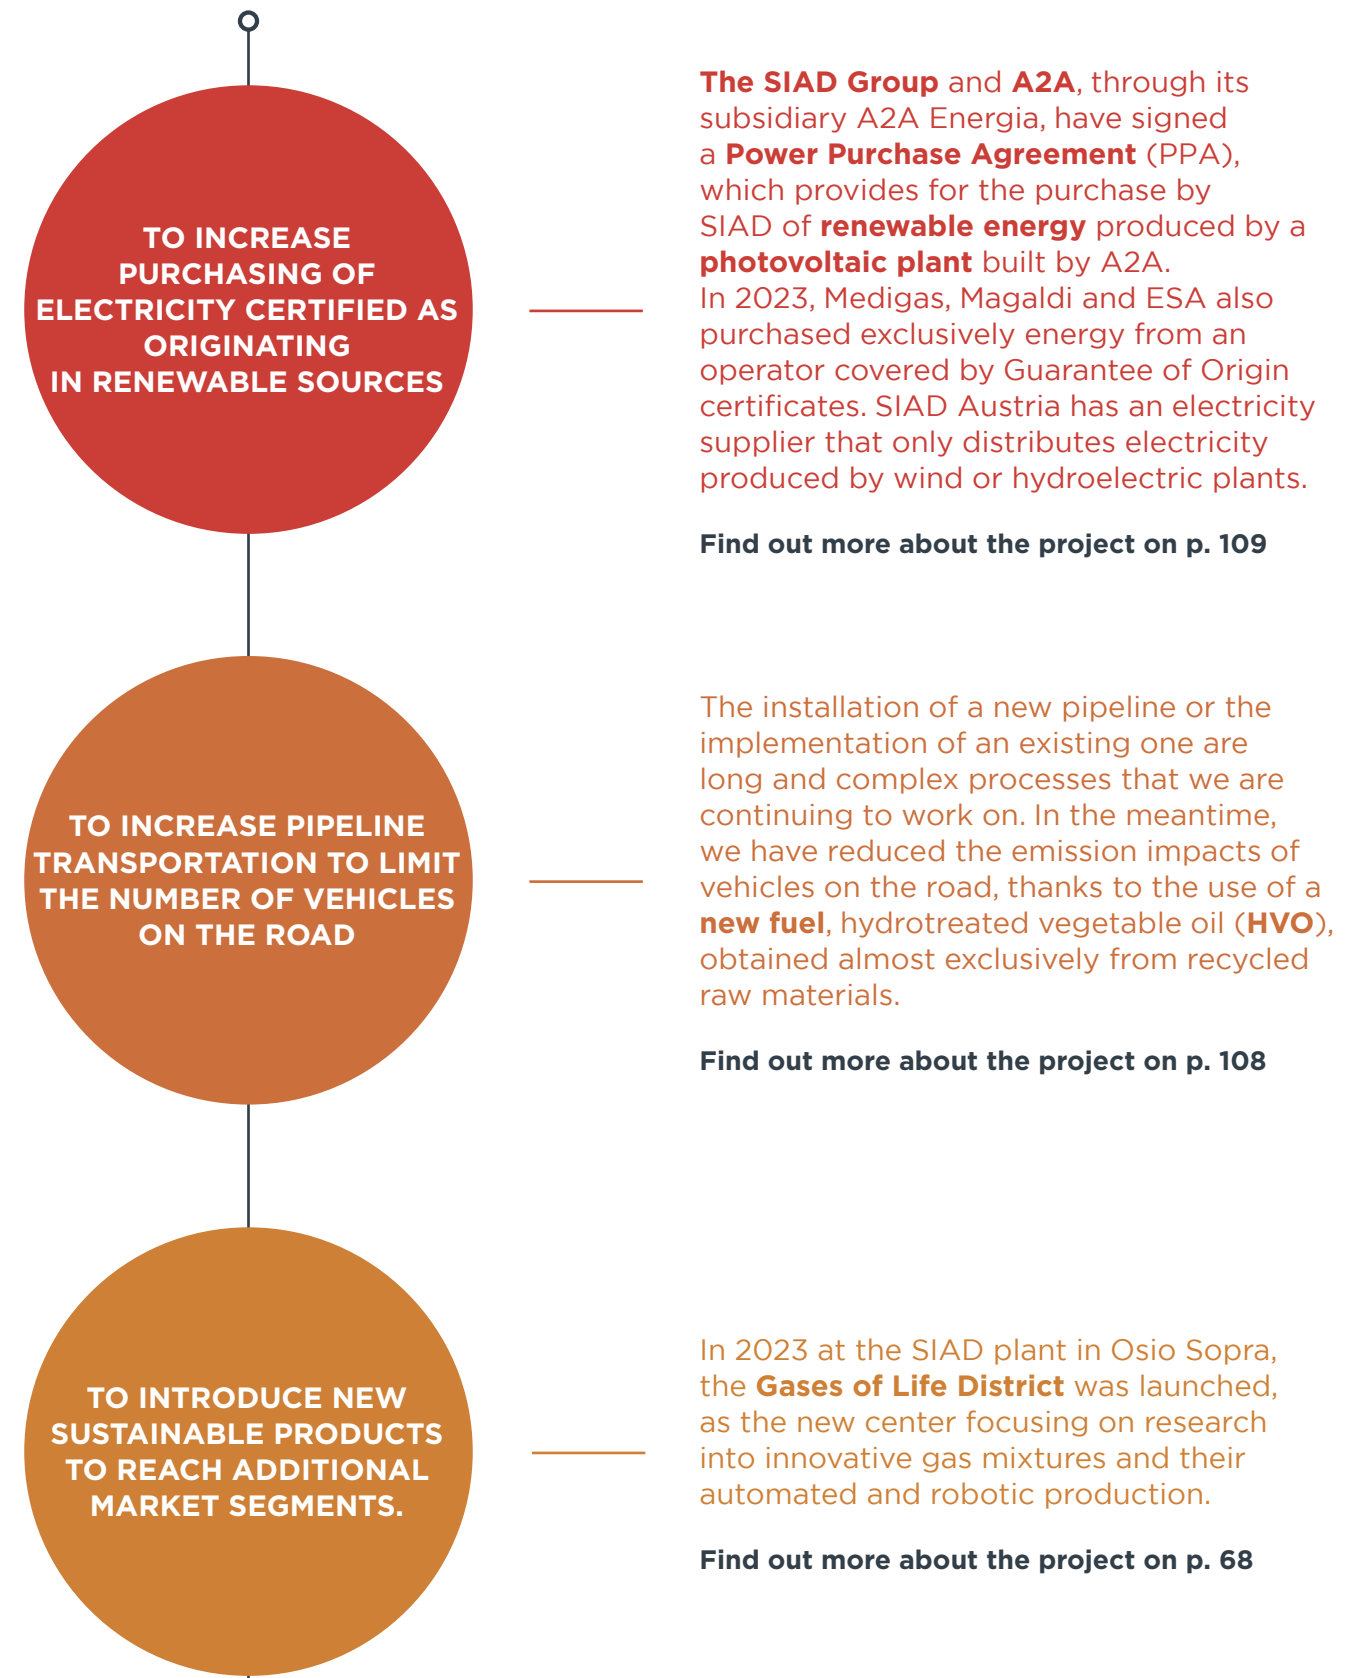 TO INCREASE
PURCHASING OF
ELECTRICITY CERTIFIED AS
ORIGINATING
IN RENEWABLE SOURCES
The SIAD Group and A2A, through its
subsidiary A2A Energia, have signed
a Power Purchase Agreement (PPA),
which provides for the purchase by
SIAD of renewable energy produced by a
photovoltaic plant built by A2A.
In 2023, Medigas, Magaldi and ESA also
purchased exclusively energy from an
operator covered by Guarantee of Origin
certificates. SIAD Austria has an electricity
supplier that only distributes electricity
produced by wind or hydroelectric plants.
Find out more about the project on p. 109
TO INCREASE PIPELINE
TRANSPORTATION TO LIMIT
THE NUMBER OF VEHICLES
ON THE ROAD
The installation of a new pipeline or the
implementation of an existing one are
long and complex processes that we are
continuing to work on. In the meantime,
we have reduced the emission impacts of
vehicles on the road, thanks to the use of a
new fuel, hydrotreated vegetable oil (HVO),
obtained almost exclusively from recycled
raw materials.
Find out more about the project on p. 108
TO INTRODUCE NEW
SUSTAINABLE PRODUCTS
TO REACH ADDITIONAL
MARKET SEGMENTS.
In 2023 at the SIAD plant in Osio Sopra,
the Gases of Life District was launched,
as the new center focusing on research
into innovative gas mixtures and their
automated and robotic production.
Find out more about the project on p. 68